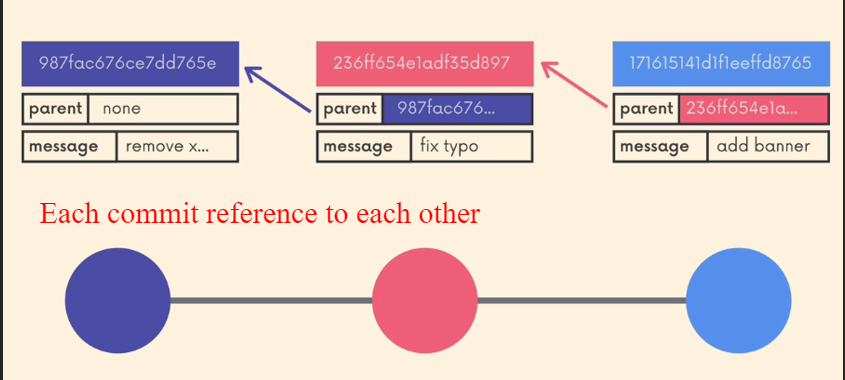 987fac676ce7dd765e
236ff654e1adf35d897
171615141d1f1eeffd8765
parent none
parent 987fac676...
parent 236ff654e1a...
message remove x...
message fix typo
message add banner
Each commit reference to each other